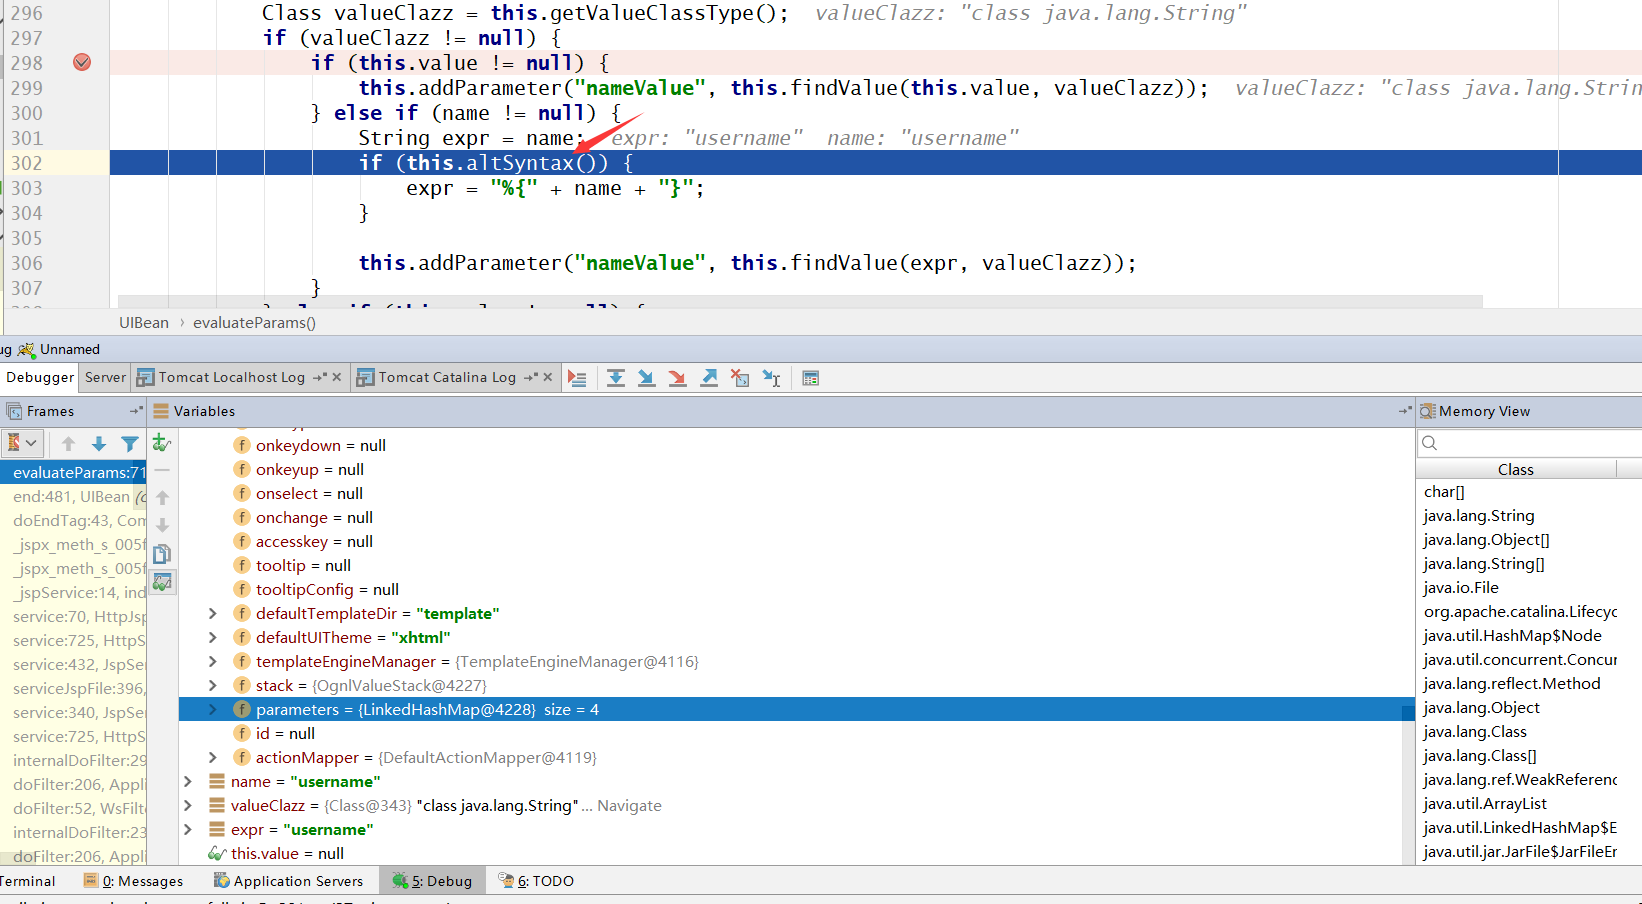 296 Class valueClazz = this.getValueClassType(); valueClazz: "class java.lang.String"
297 if (valueClazz != null) {
298 if (this.value != null) {
299 this.addParameter("nameValue", this.findValue(this.value, valueClazz)); valueClazz: "class java.lang.Strin
300 } else if (name != null) {
301 String expr = name; expr: "username" name: "username"
302 if (this.altSyntax()) {
303 expr = "%{" + name + "}";
304 }
305
306 this.addParameter("nameValue", this.findValue(expr, valueClazz));
307 }
UIBean › evaluateParams()
ug Unnamed
Debugger Server Tomcat Localhost Log Tomcat Catalina Log
Frames
evaluateParams:71
end:481, UIBean (c
doEndTag:43, Com
_jspx_meth_s_005f
_jspx_meth_s_005f
_jspService:14, ind
service:70, HttpJsp
service:725, HttpS
service:432, JspSer
serviceJspFile:396,
service:340, JspSer
service:725, HttpS
internalDoFilter:29
doFilter:206, Appli
doFilter:52, WsFilte
internalDoFilter:23
doFilter:206, Appli
Variables
onkeydown = null
onkeyup = null
onselect = null
onchange = null
accesskey = null
tooltip = null
tooltipConfig = null
defaultTemplateDir = "template"
defaultUITheme = "xhtml"
templateEngineManager = {TemplateEngineManager@4116}
stack = {OgnlValueStack@4227}
parameters = {LinkedHashMap@4228} size = 4
id = null
actionMapper = {DefaultActionMapper@4119}
name = "username"
valueClazz = {Class@343} "class java.lang.String"... Navigate
expr = "username"
this.value = null
Memory View
Class
char[]
java.lang.String
java.lang.Object[]
java.lang.String[]
java.io.File
org.apache.catalina.Lifecyc
java.util.HashMap$Node
java.util.concurrent.Concur
java.lang.reflect.Method
java.lang.Object
java.lang.Class
java.lang.Class[]
java.lang.ref.WeakReferenc
java.util.ArrayList
java.util.LinkedHashMap$E
java.util.jar.JarFile$JarFileEr
Terminal 0: Messages Application Servers 5: Debug 6: TODO